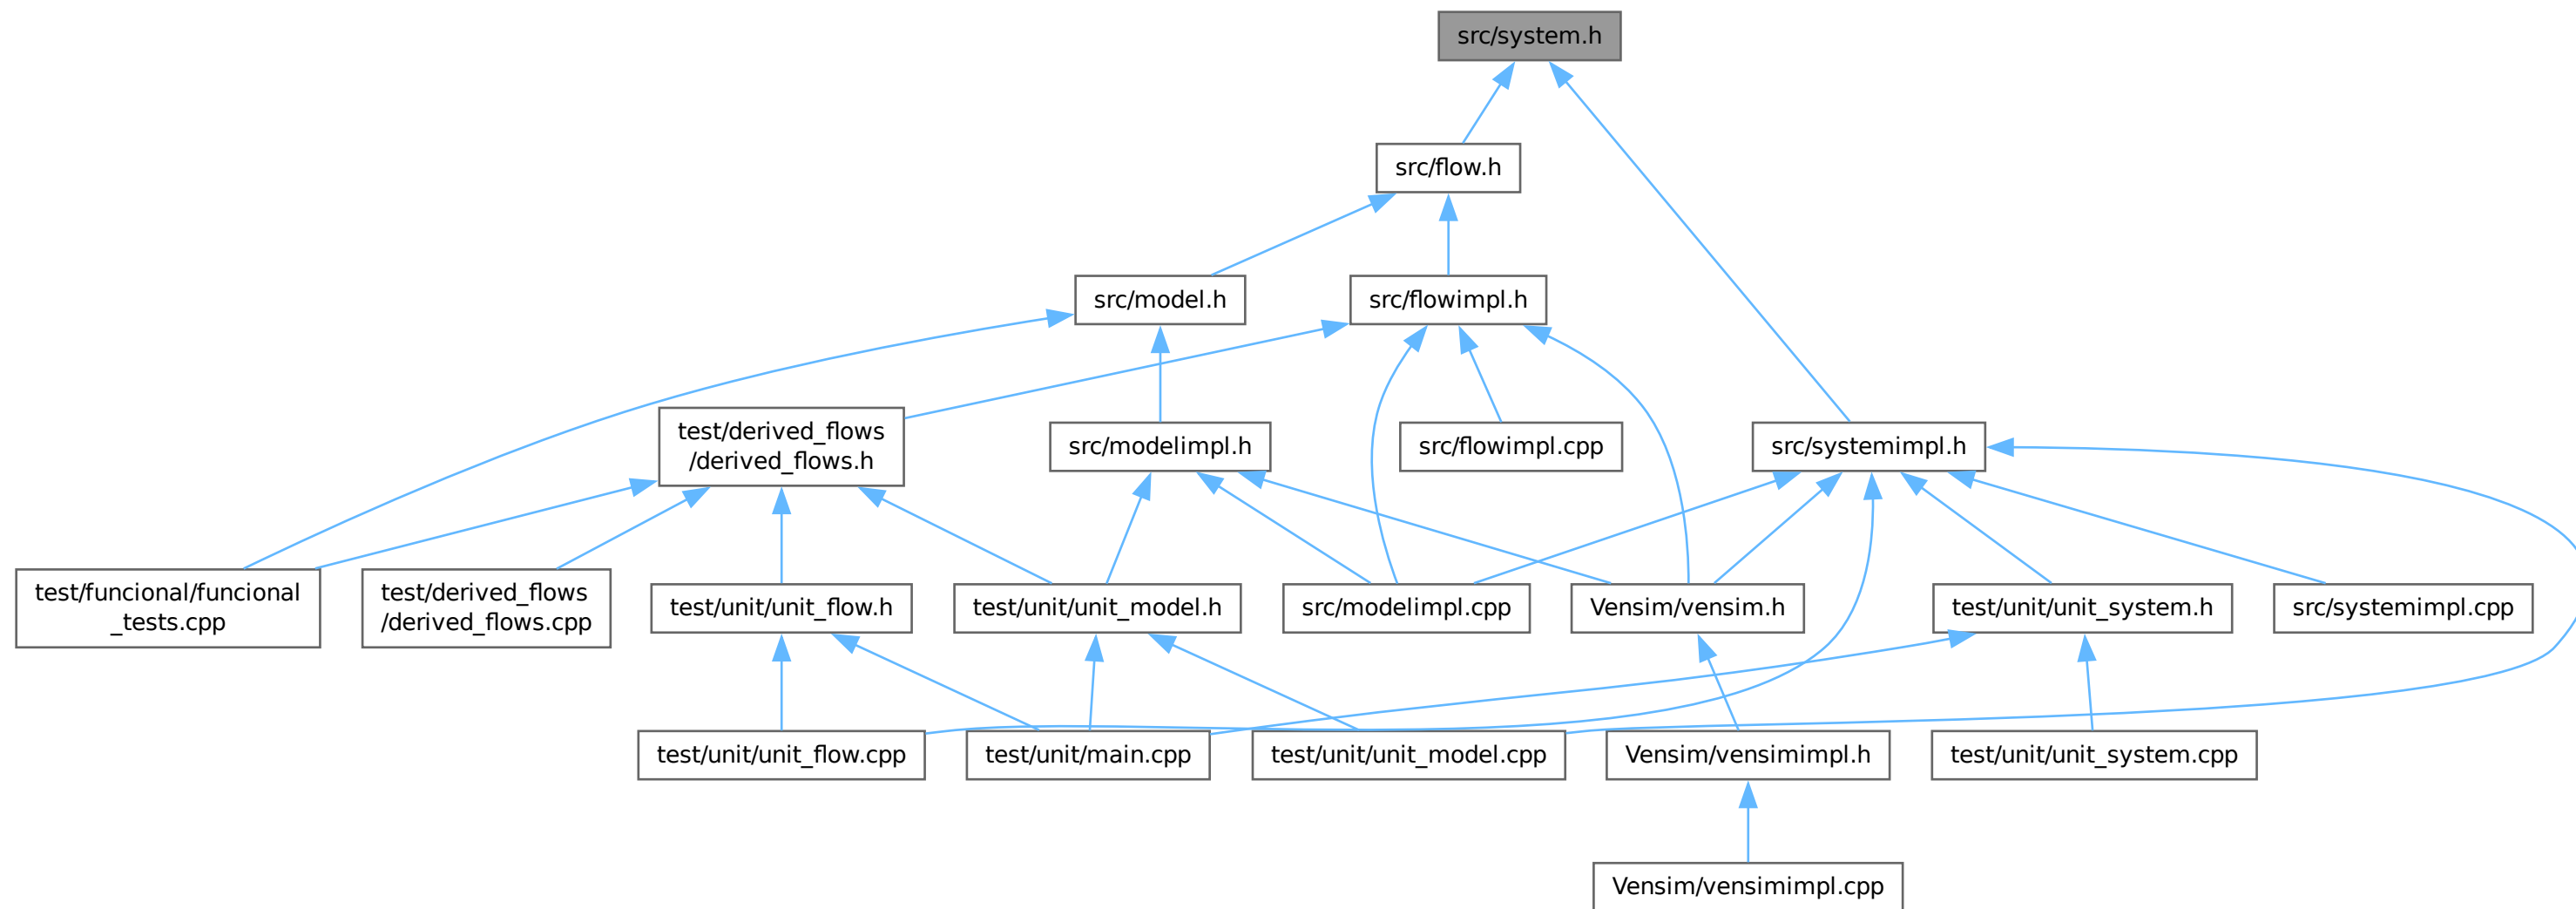 src/system.h
src/flow.h
src/model.h
src/flowimpl.h
test/derived_flows
/derived_flows.h
src/modelimpl.h
src/flowimpl.cpp
src/systemimpl.h
test/funcional/funcional
_tests.cpp
test/derived_flows
/derived_flows.cpp
test/unit/unit_flow.h
test/unit/unit_model.h
src/modelimpl.cpp
Vensim/vensim.h
test/unit/unit_system.h
src/systemimpl.cpp
test/unit/unit_flow.cpp
test/unit/main.cpp
test/unit/unit_model.cpp
Vensim/vensimimpl.h
test/unit/unit_system.cpp
Vensim/vensimimpl.cpp